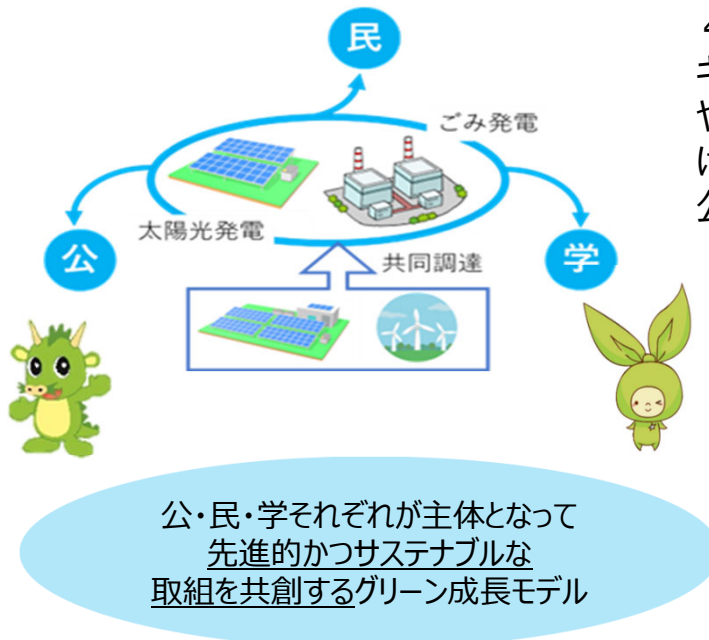 民
ごみ発電
太陽光発電
公
共同調達
学
公・民・学それぞれが主体となって
先進的かつサステナブルな
取組を共創するグリーン成長モデル